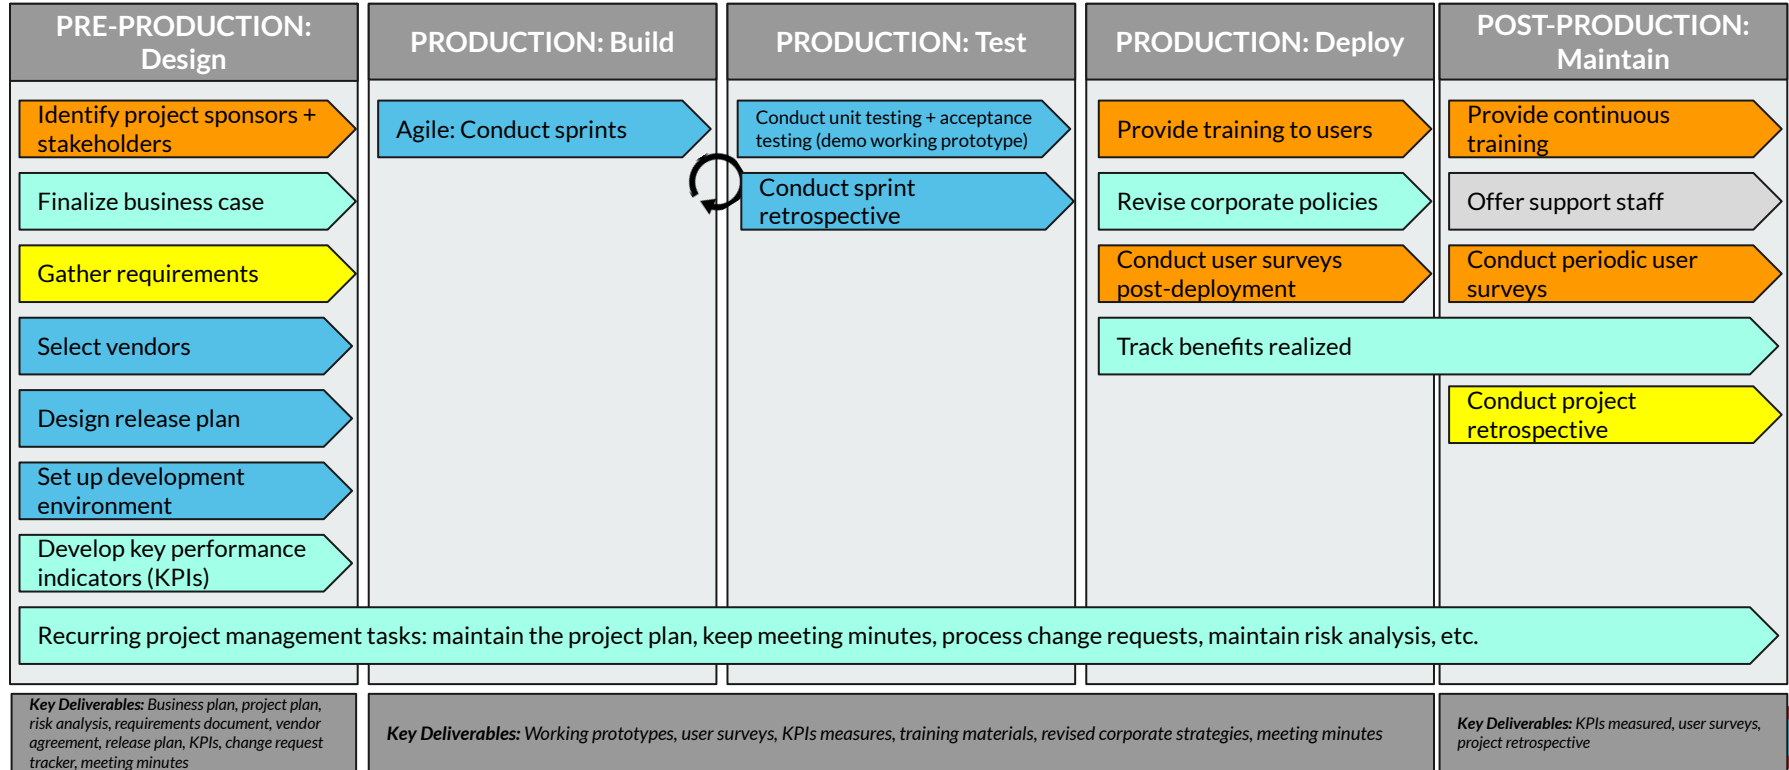 PRE-PRODUCTION:
Design
Identify project sponsors +
stakeholders
Finalize business case
Gather requirements
Select vendors
Design release plan
Set up development
environment
Develop key performance
indicators (KPIs)
PRODUCTION: Build
Agile: Conduct sprints
PRODUCTION: Test
Conduct unit testing + acceptance
testing (demo working prototype)
Conduct sprint
retrospective
PRODUCTION: Deploy
Provide training to users
Revise corporate policies
Conduct user surveys
post-deployment
Track benefits realized
POST-PRODUCTION:
Maintain
Provide continuous
training
Offer support staff
Conduct periodic user
surveys
Conduct project
retrospective
Recurring project management tasks: maintain the project plan, keep meeting minutes, process change requests, maintain risk analysis, etc.
Key Deliverables: Business plan, project plan,
risk analysis, requirements document, vendor
agreement, release plan, KPIs, change request
tracker, meeting minutes
Key Deliverables: Working prototypes, user surveys, KPIs measures, training materials, revised corporate strategies, meeting minutes
Key Deliverables: KPIs measured, user surveys,
project retrospective